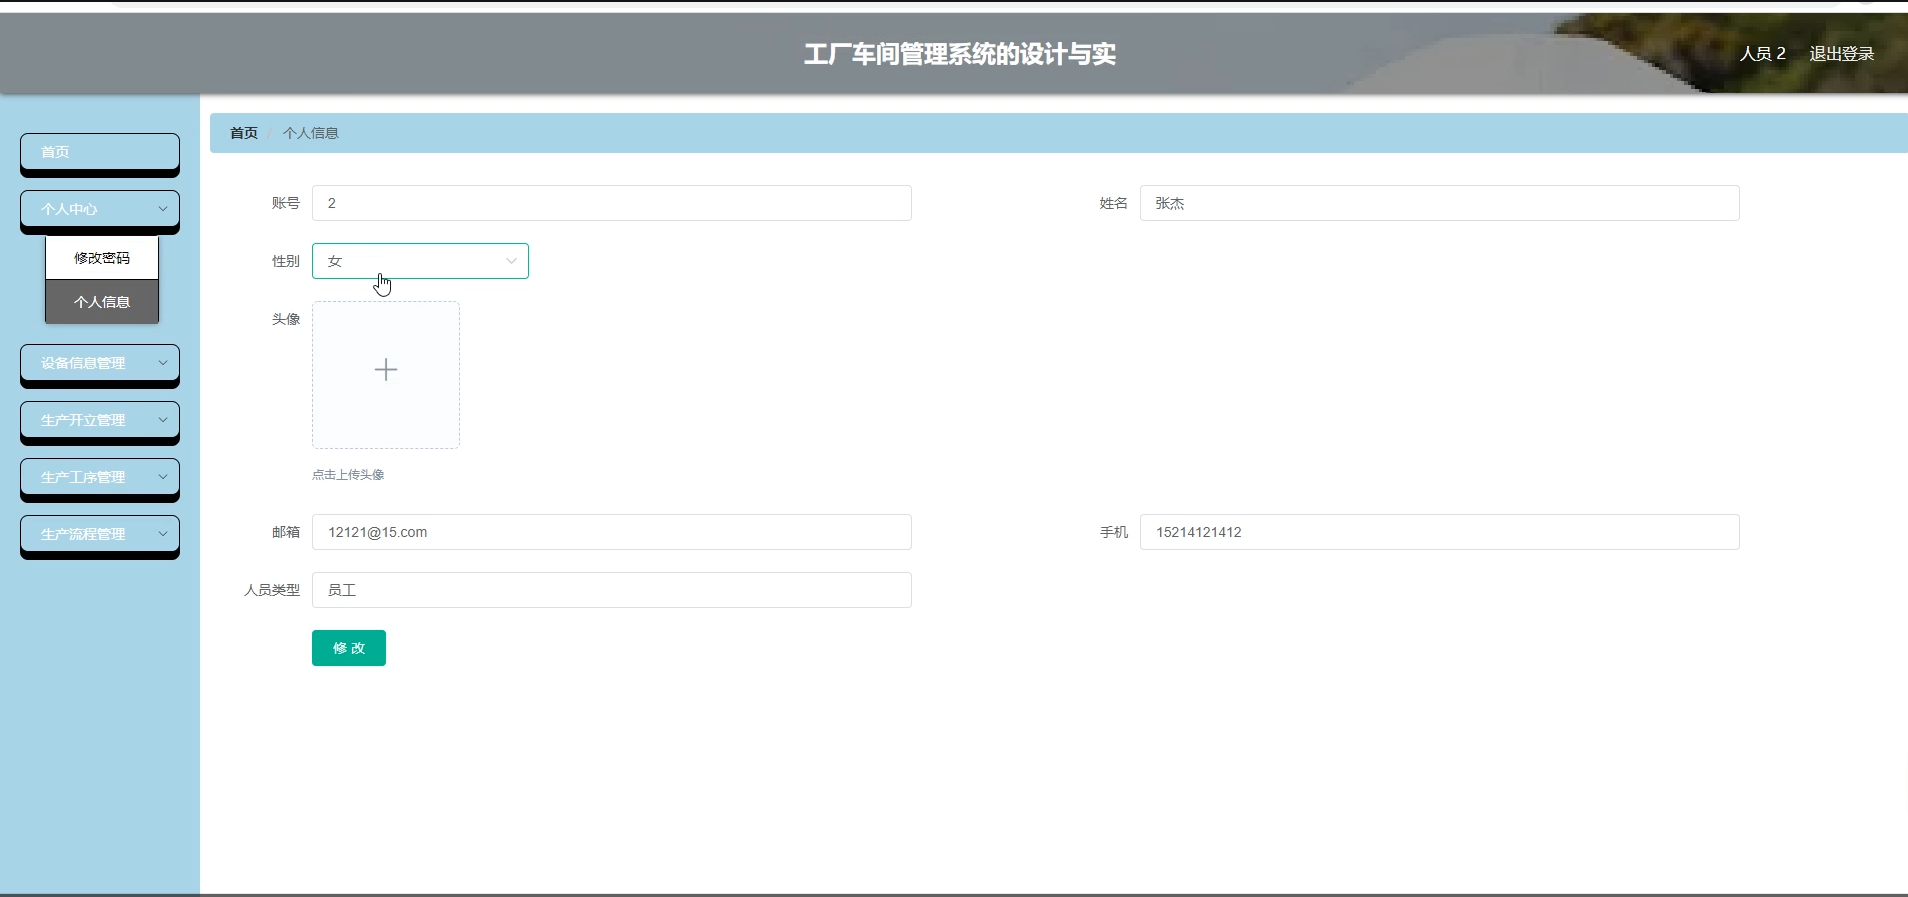 工厂车间管理系统的设计与实
人员 2 退出登录
首页
个人中心
修改密码
个人信息
设备信息管理
生产开立管理
生产工序管理
生产流程管理
首页 / 个人信息
账号 2
姓名 张杰
性别 女
头像
点击上传头像
邮箱 12121@15.com
手机 15214121412
人员类型 员工
修 改